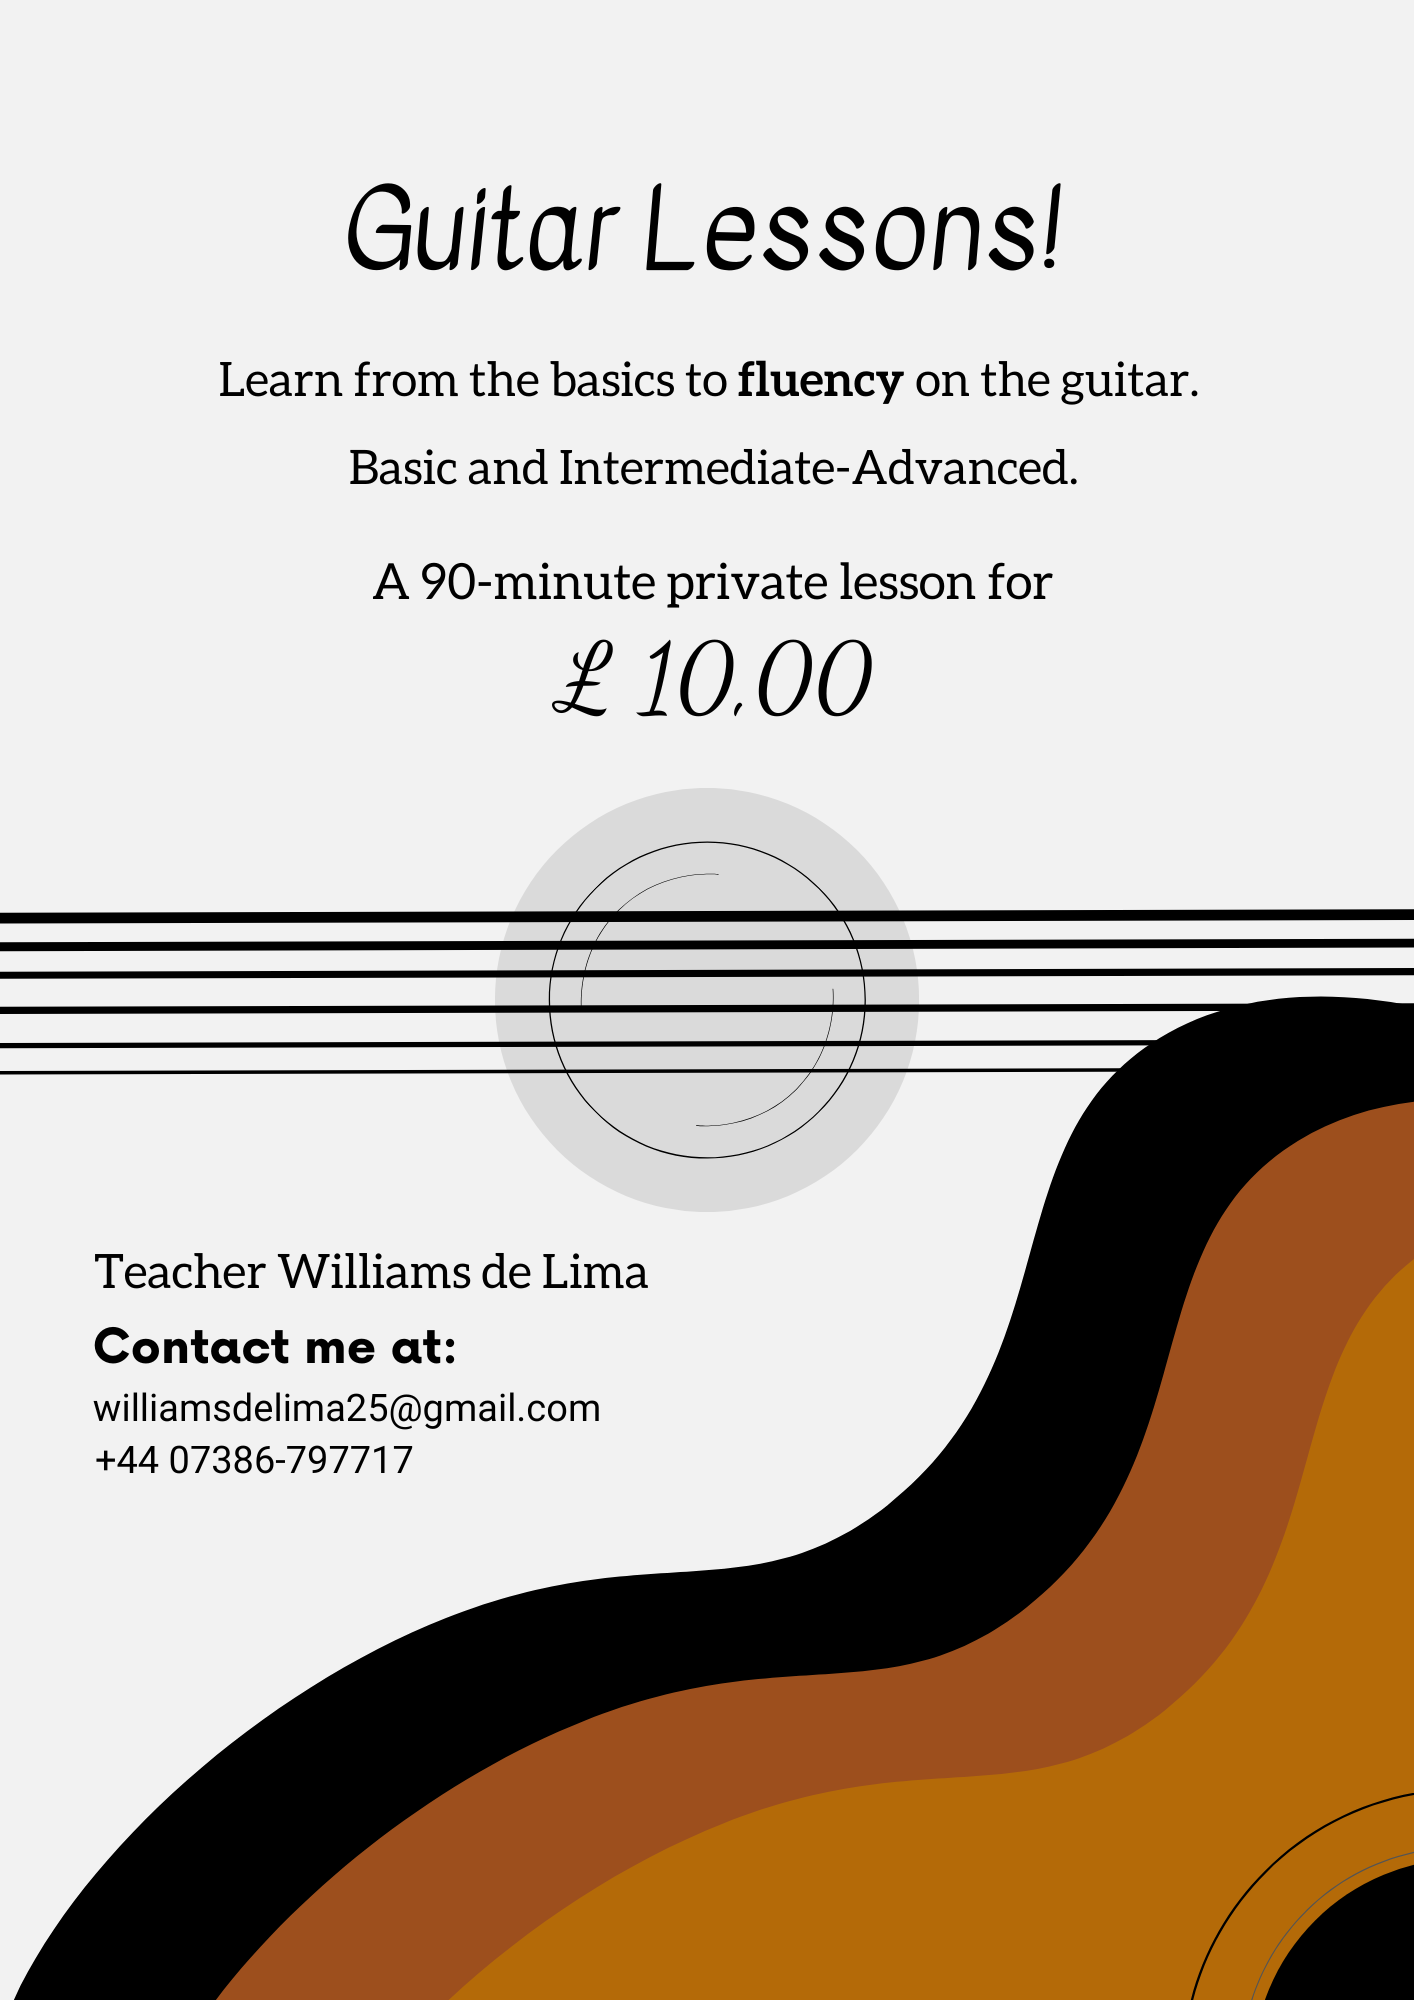 Guitar Lessons!
Learn from the basics to fluency on the guitar.
Basic and Intermediate-Advanced.
A 90-minute private lesson for
£ 10,00
Teacher Williams de Lima
Contact me at:
williamsdelima25@gmail.com
+44 07386-797717